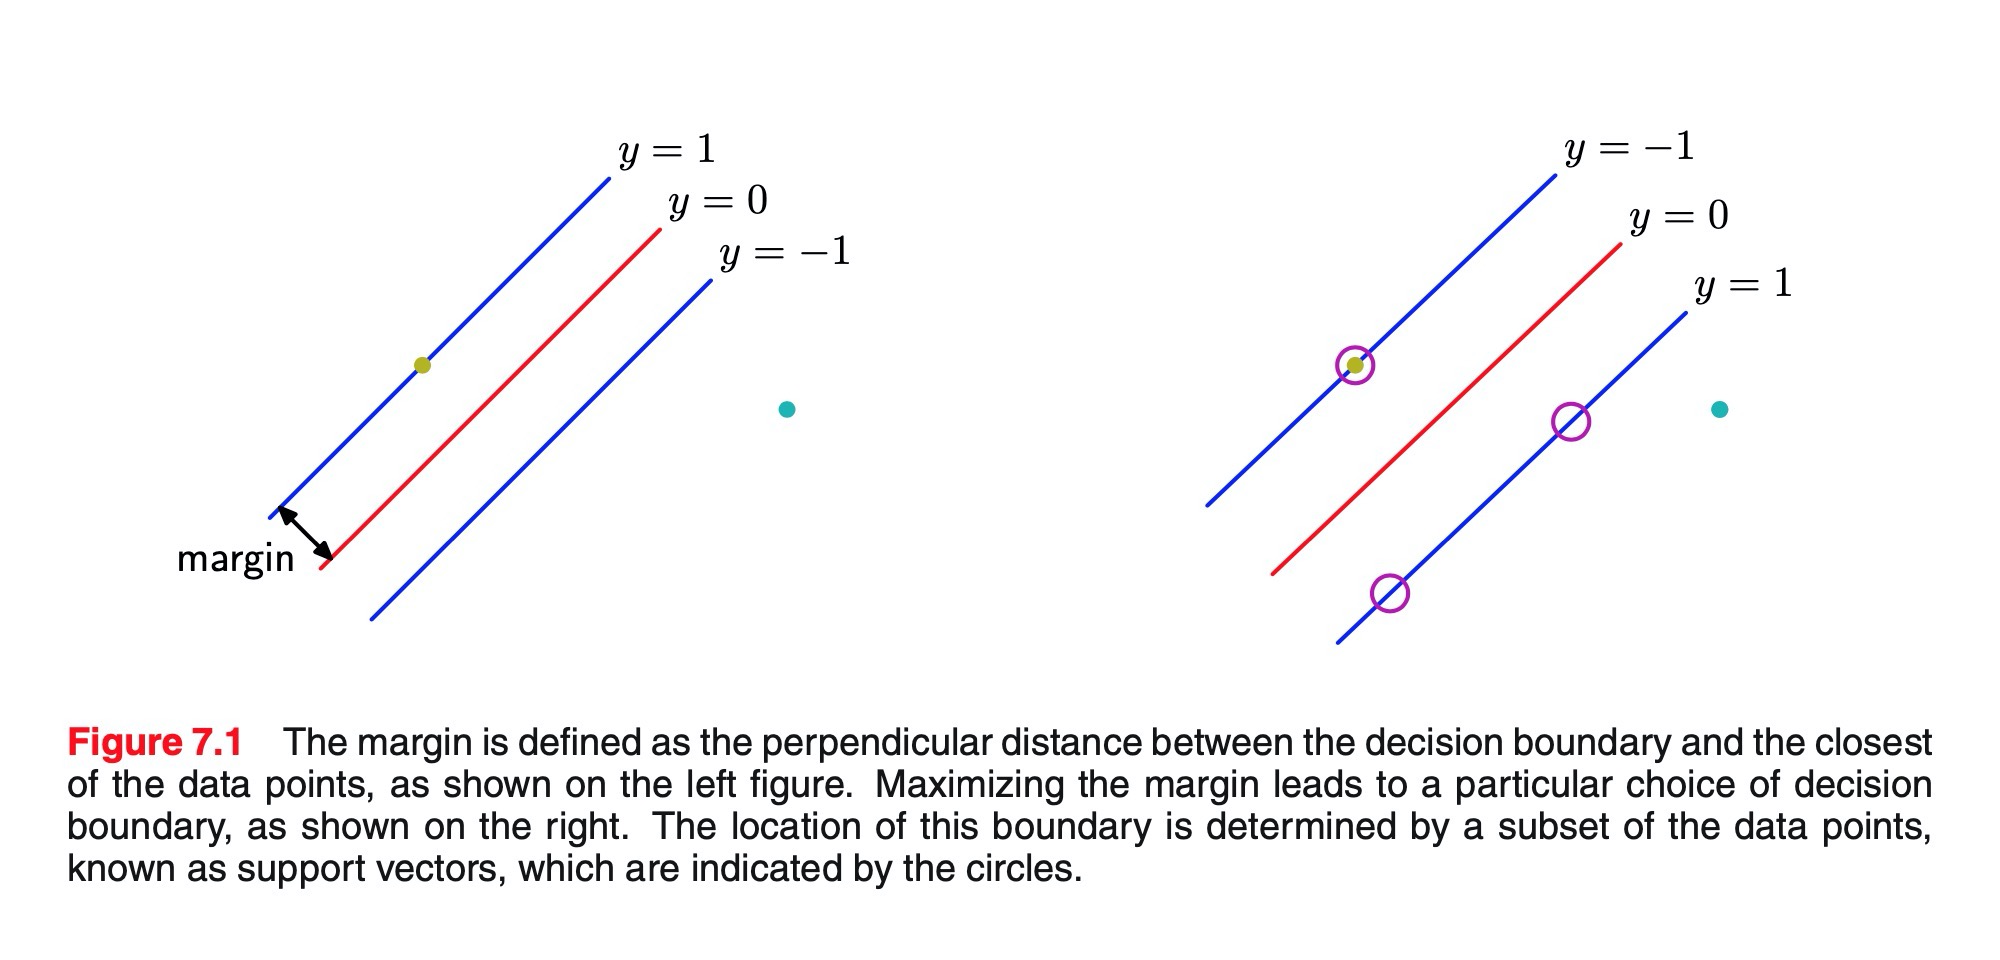 y = 1
y = 0
y = −1
margin
y = −1
y = 0
y = 1
Figure 7.1 The margin is defined as the perpendicular distance between the decision boundary and the closest
of the data points, as shown on the left figure. Maximizing the margin leads to a particular choice of decision
boundary, as shown on the right. The location of this boundary is determined by a subset of the data points,
known as support vectors, which are indicated by the circles.